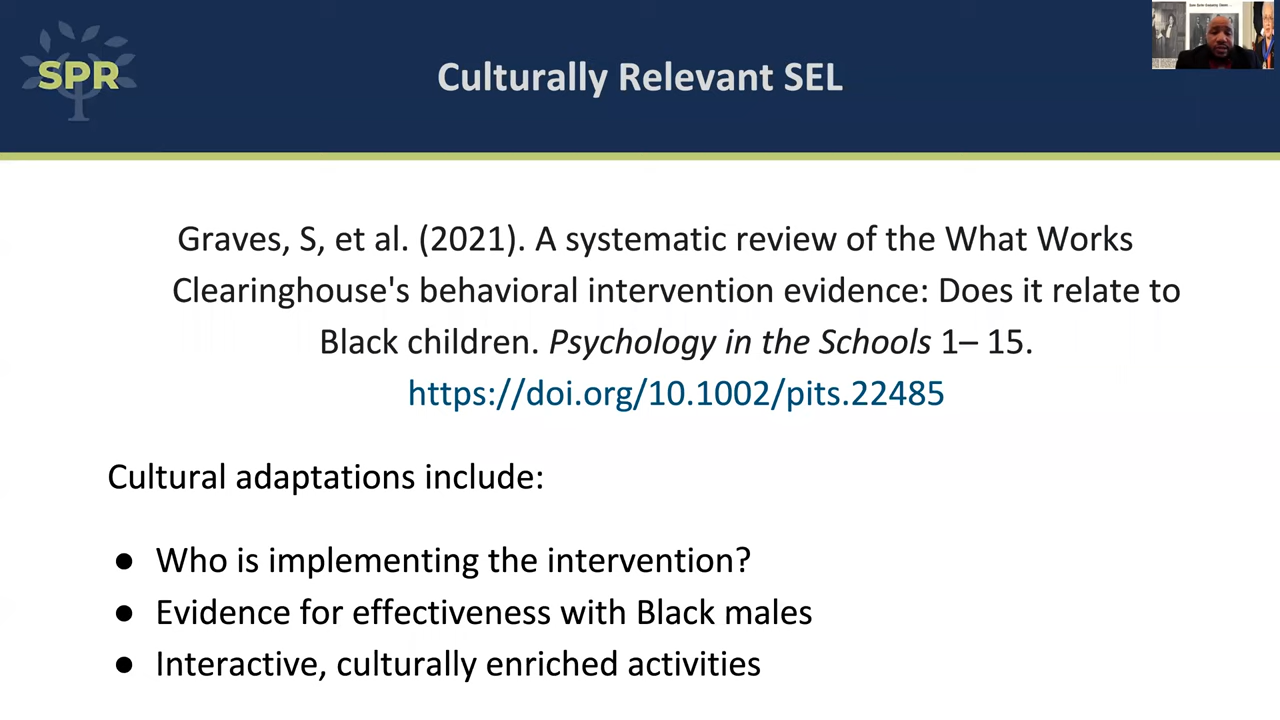 SPR
Culturally Relevant SEL
Graves, S, et al. (2021). A systematic review of the What Works
Clearinghouse's behavioral intervention evidence: Does it relate to
Black children. Psychology in the Schools 1– 15.
https://doi.org/10.1002/pits.22485
Cultural adaptations include:
● Who is implementing the intervention?
● Evidence for effectiveness with Black males
● Interactive, culturally enriched activities